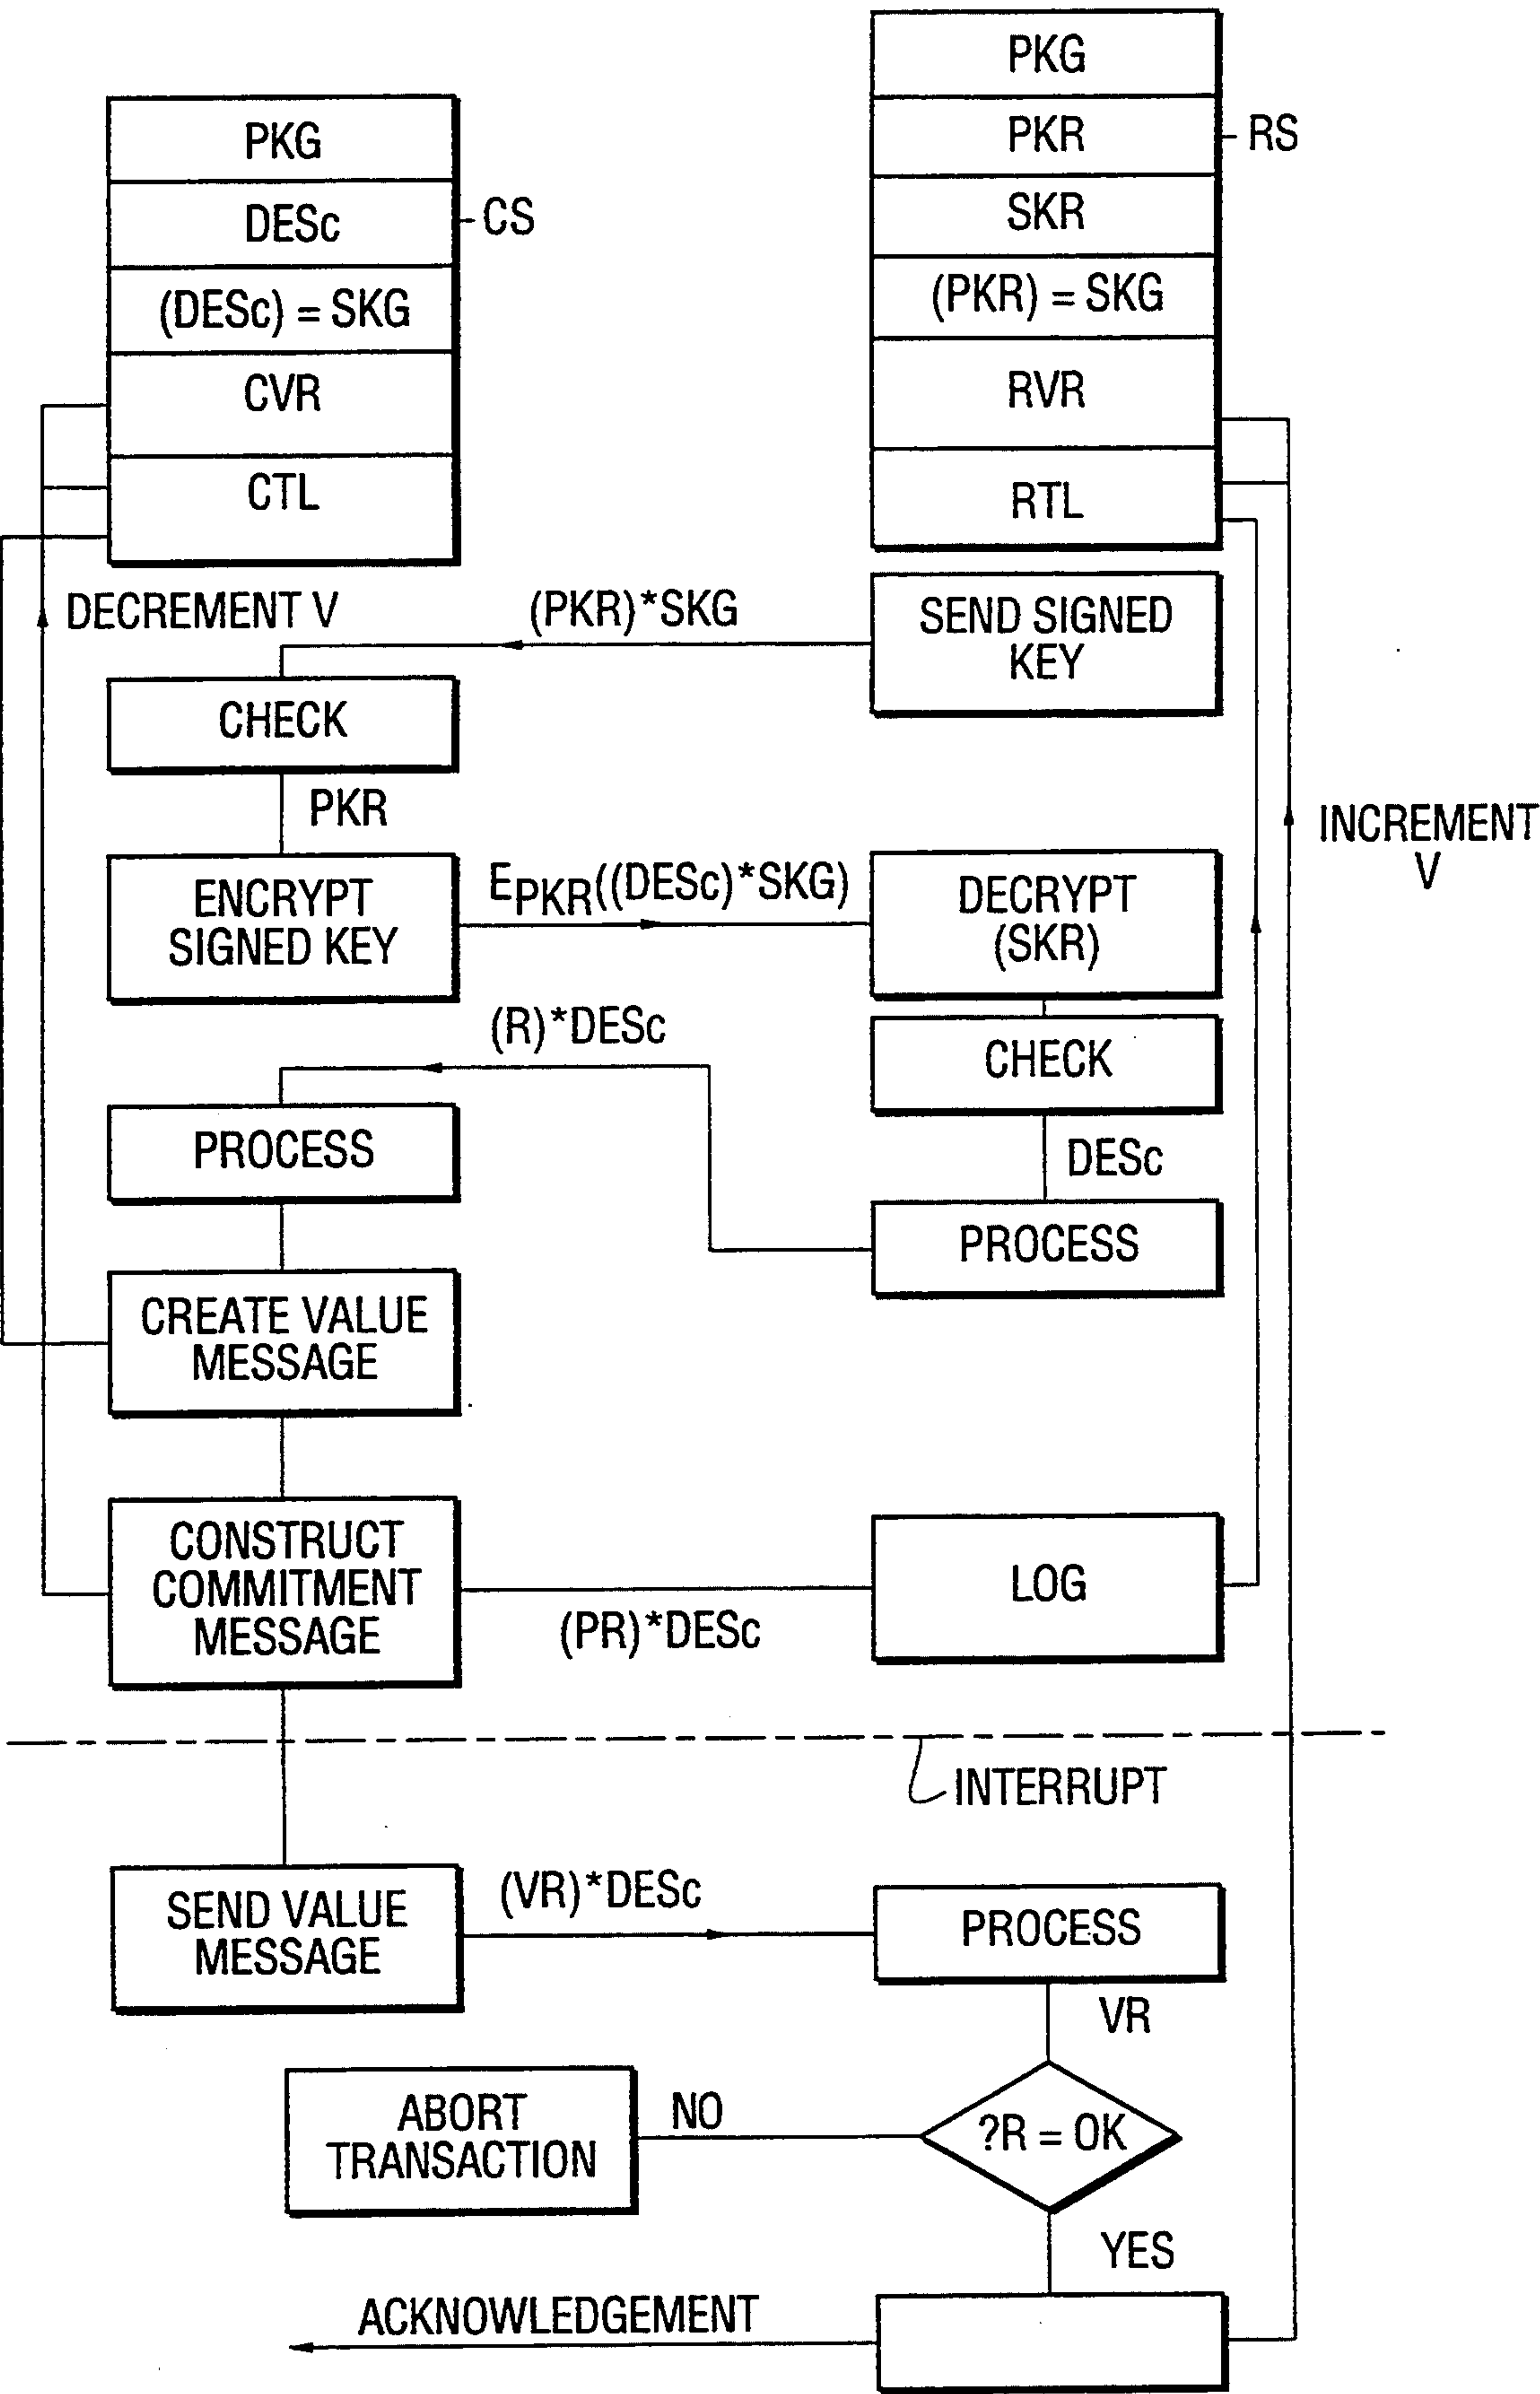 PKG
PKR
RS
SKR
(PKR) = SKG
RVR
RTL
PKG
DESc
CS
(DESc) = SKG
CVR
CTL
DECREMENT V
(PKR)*SKG
SEND SIGNED
KEY
CHECK
PKR
INCREMENT
V
ENCRYPT
SIGNED KEY
EPKR((DESc)*SKG)
DECRYPT
(SKR)
(R)*DESc
CHECK
DESc
PROCESS
PROCESS
CREATE VALUE
MESSAGE
CONSTRUCT
COMMITMENT
MESSAGE
(PR)*DESc
LOG
INTERRUPT
SEND VALUE
MESSAGE
(VR)*DESc
PROCESS
VR
ABORT
TRANSACTION
NO
?R = OK
YES
ACKNOWLEDGEMENT